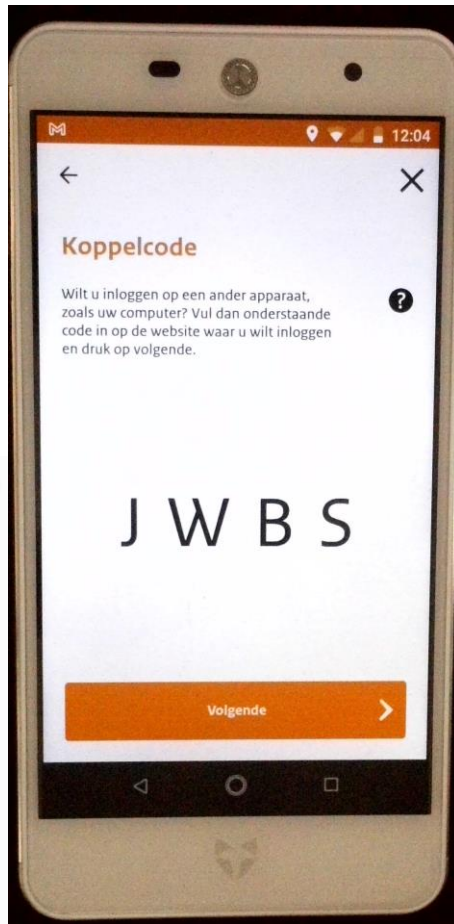 12:04
Koppelcode
Wilt u inloggen op een ander apparaat,
zoals uw computer? Vul dan onderstaande
code in op de website waar u wilt inloggen
en druk op volgende.
?
J W B S
Volgende